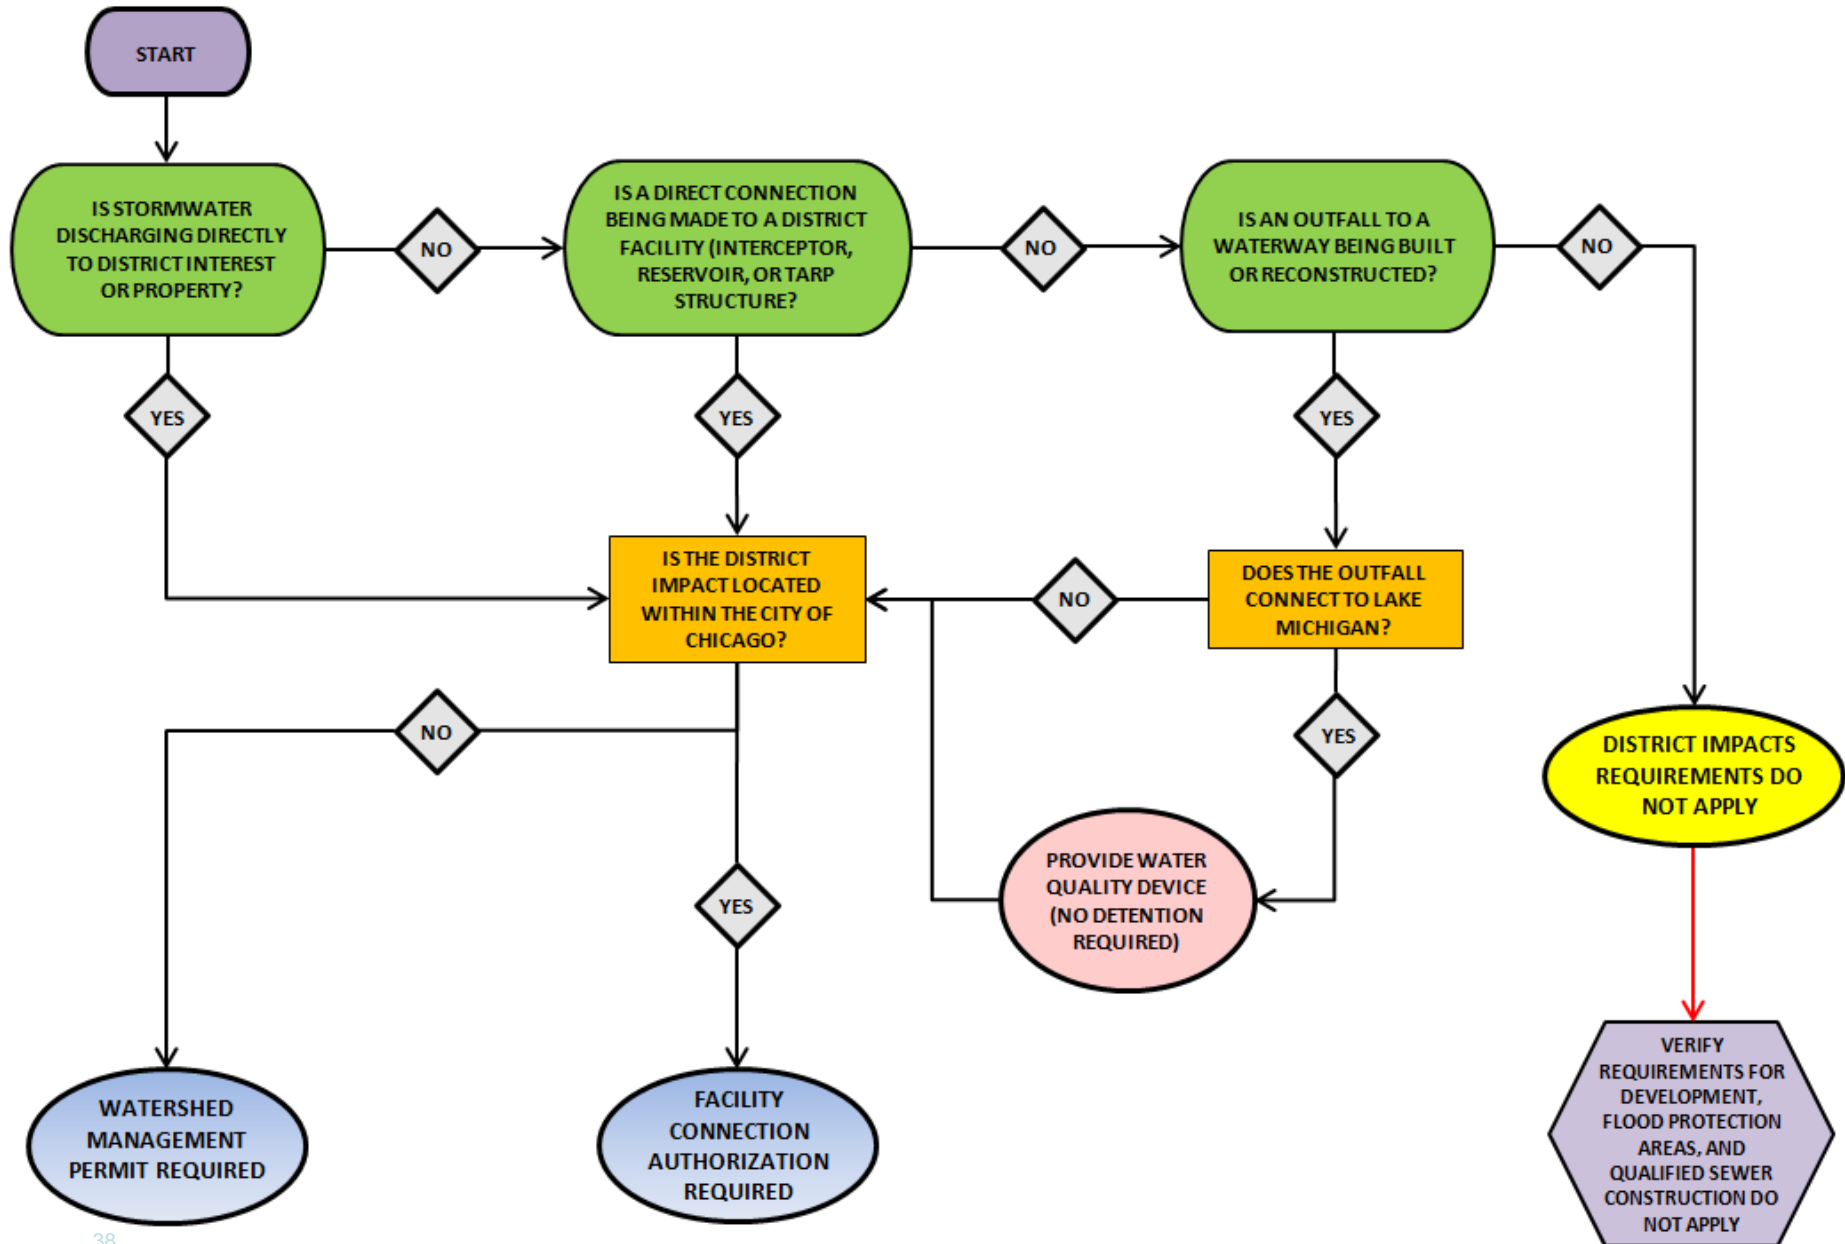 START
IS STORMWATER
DISCHARGING DIRECTLY
TO DISTRICT INTEREST
OR PROPERTY?
NO
IS A DIRECT CONNECTION
BEING MADE TO A DISTRICT
FACILITY (INTERCEPTOR,
RESERVOIR, OR TARP
STRUCTURE?
NO
IS AN OUTFALL TO A
WATERWAY BEING BUILT
OR RECONSTRUCTED?
NO
YES
YES
YES
IS THE DISTRICT
IMPACT LOCATED
WITHIN THE CITY OF
CHICAGO?
NO
DOES THE OUTFALL
CONNECT TO LAKE
MICHIGAN?
NO
YES
DISTRICT IMPACTS
REQUIREMENTS DO
NOT APPLY
YES
PROVIDE WATER
QUALITY DEVICE
(NO DETENTION
REQUIRED)
WATERSHED
MANAGEMENT
PERMIT REQUIRED
FACILITY
CONNECTION
AUTHORIZATION
REQUIRED
VERIFY
REQUIREMENTS FOR
DEVELOPMENT,
FLOOD PROTECTION
AREAS, AND
QUALIFIED SEWER
CONSTRUCTION DO
NOT APPLY
38